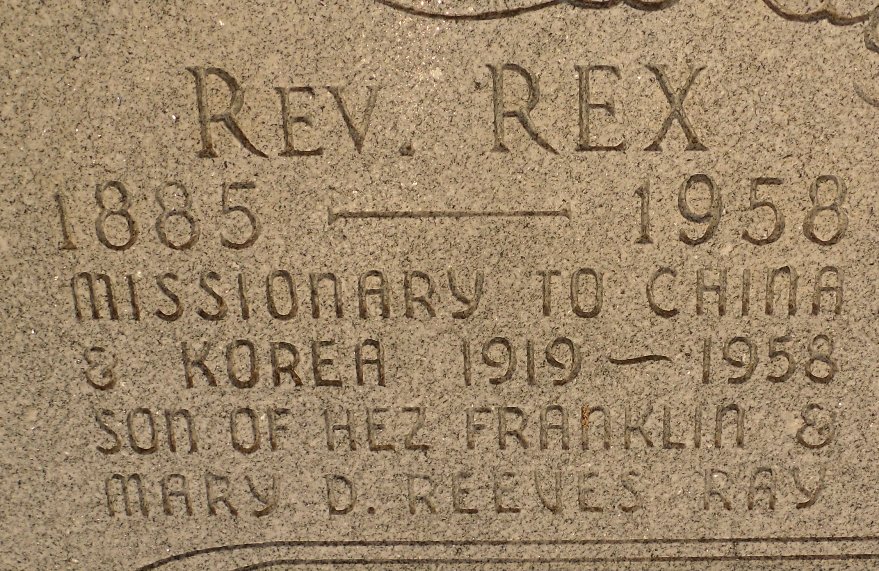 REV. REX
1885 — 1958
MISSIONARY TO CHINA
& KOREA 1919 ~ 1958
SON OF HEZ FRANKLIN &
MARY D. REEVES RAY